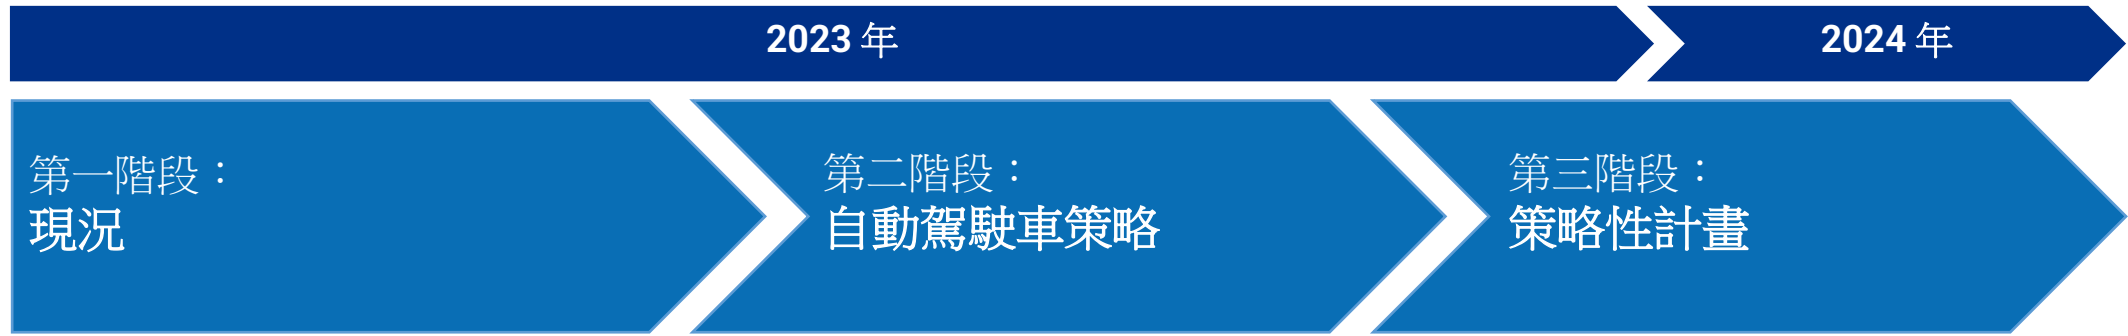 2023 年
2024 年
第一階段：
現況
第二階段：
自動駕駛車策略
第三階段：
策略性計畫